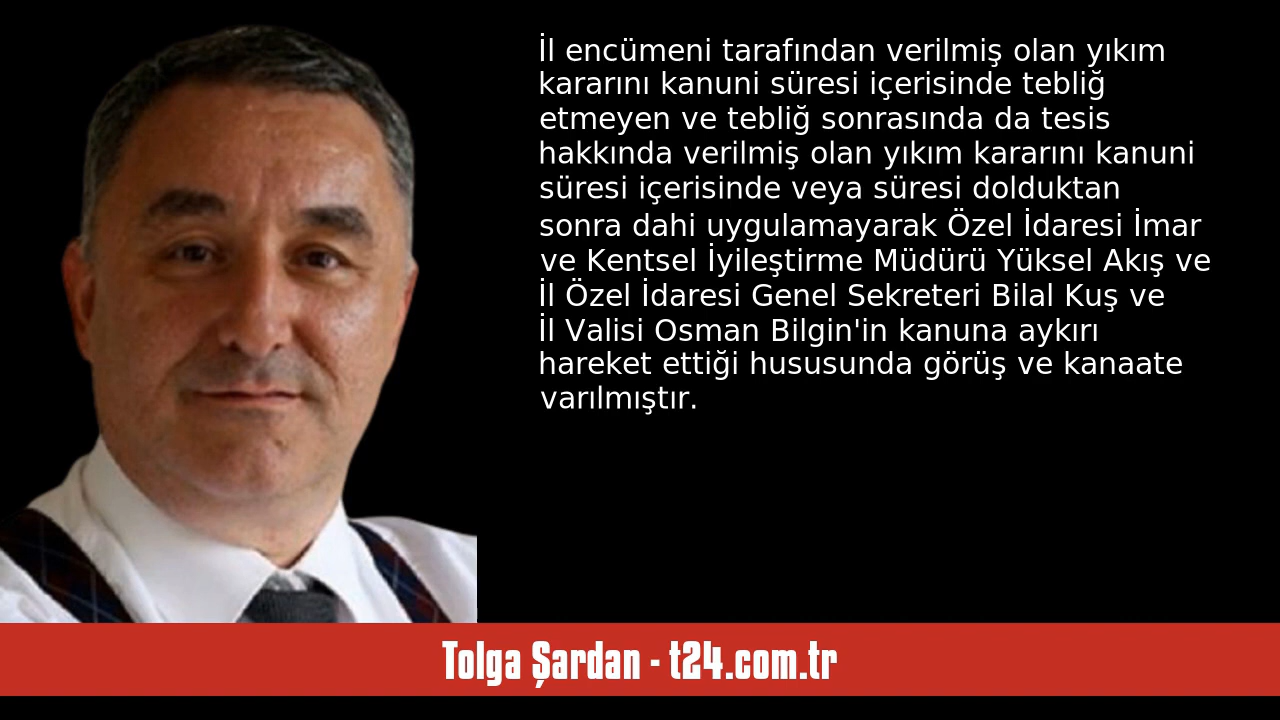 İl encümeni tarafından verilmiş olan yıkım
kararını kanuni süresi içerisinde tebliğ
etmeyen ve tebliğ sonrasında da tesis
hakkında verilmiş olan yıkım kararını kanuni
süresi içerisinde veya süresi dolduktan
sonra dahi uygulamayarak Özel İdaresi İmar
ve Kentsel İyileştirme Müdürü Yüksel Akış ve
İl Özel İdaresi Genel Sekreteri Bilal Kuş ve
İl Valisi Osman Bilgin'in kanuna aykırı
hareket ettiği hususunda görüş ve kanaate
varılmıştır.
Tolga Şardan - t24.com.tr